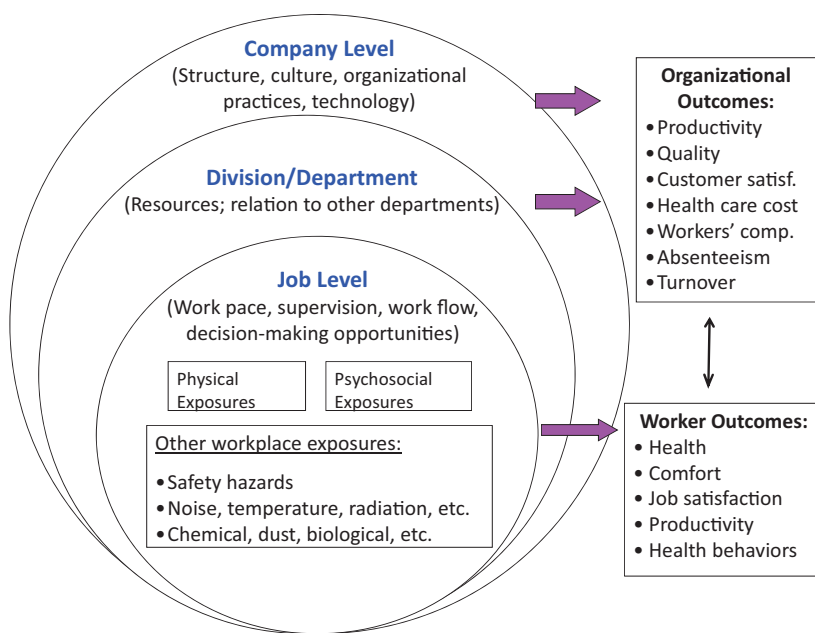 Company Level
(Structure, culture, organizational
practices, technology)
Division/Department
(Resources; relation to other departments)
Job Level
(Work pace, supervision, work flow,
decision-making opportunities)
Physical
Exposures
Psychosocial
Exposures
Other workplace exposures:
•Safety hazards
•Noise, temperature, radiation, etc.
•Chemical, dust, biological, etc.
Organizational
Outcomes:
•Productivity
•Quality
•Customer satisf.
•Health care cost
•Workers’ comp.
•Absenteeism
•Turnover
Worker Outcomes:
• Health
• Comfort
• Job satisfaction
• Productivity
• Health behaviors